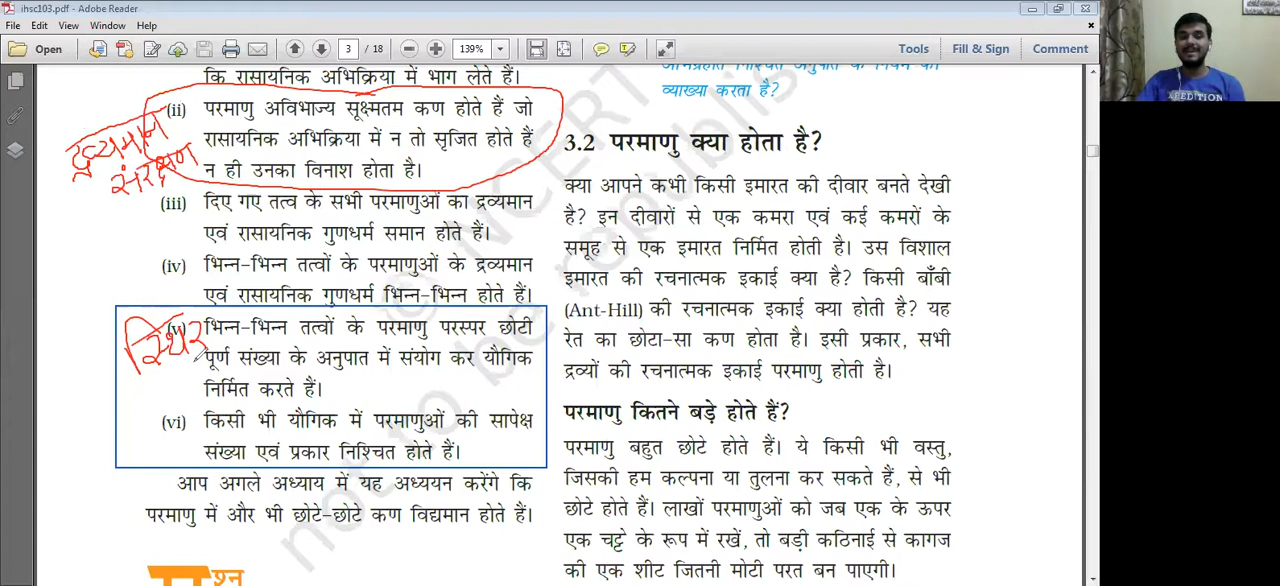 ihsc103.pdf - Adobe Reader
File Edit View Window Help
Open 3 / 18 139% Tools Fill & Sign Comment
कि रासायनिक अभिक्रिया में भाग लेते हैं।
(ii) परमाणु अविभाज्य सूक्ष्मतम कण होते हैं जो
रासायनिक अभिक्रिया में न तो सृजित होते हैं
न ही उनका विनाश होता है।
द्रव्यमान
संरक्षण
(iii) दिए गए तत्व के सभी परमाणुओं का द्रव्यमान
एवं रासायनिक गुणधर्म समान होते हैं।
(iv) भिन्न-भिन्न तत्वों के परमाणुओं के द्रव्यमान
एवं रासायनिक गुणधर्म भिन्न-भिन्न होते हैं।
(v) भिन्न-भिन्न तत्वों के परमाणु परस्पर छोटी
पूर्ण संख्या के अनुपात में संयोग कर यौगिक
निर्मित करते हैं।
स्थिर
(vi) किसी भी यौगिक में परमाणुओं की सापेक्ष
संख्या एवं प्रकार निश्चित होते हैं।
आप अगले अध्याय में यह अध्ययन करेंगे कि
परमाणु में और भी छोटे-छोटे कण विद्यमान होते हैं।
व्याख्या करता है?
3.2 परमाणु क्या होता है?
क्या आपने कभी किसी इमारत की दीवार बनते देखी
है? इन दीवारों से एक कमरा एवं कई कमरों के
समूह से एक इमारत निर्मित होती है। उस विशाल
इमारत की रचनात्मक इकाई क्या है? किसी बाँबी
(Ant-Hill) की रचनात्मक इकाई क्या होती है? यह
रेत का छोटा-सा कण होता है। इसी प्रकार, सभी
द्रव्यों की रचनात्मक इकाई परमाणु होती है।
परमाणु कितने बड़े होते हैं?
परमाणु बहुत छोटे होते हैं। ये किसी भी वस्तु,
जिसकी हम कल्पना या तुलना कर सकते हैं, से भी
छोटे होते हैं। लाखों परमाणुओं को जब एक के ऊपर
एक चट्टे के रूप में रखें, तो बड़ी कठिनाई से कागज
की एक शीट जितनी मोटी परत बन पाएगी।
© NCERT
not to be republis